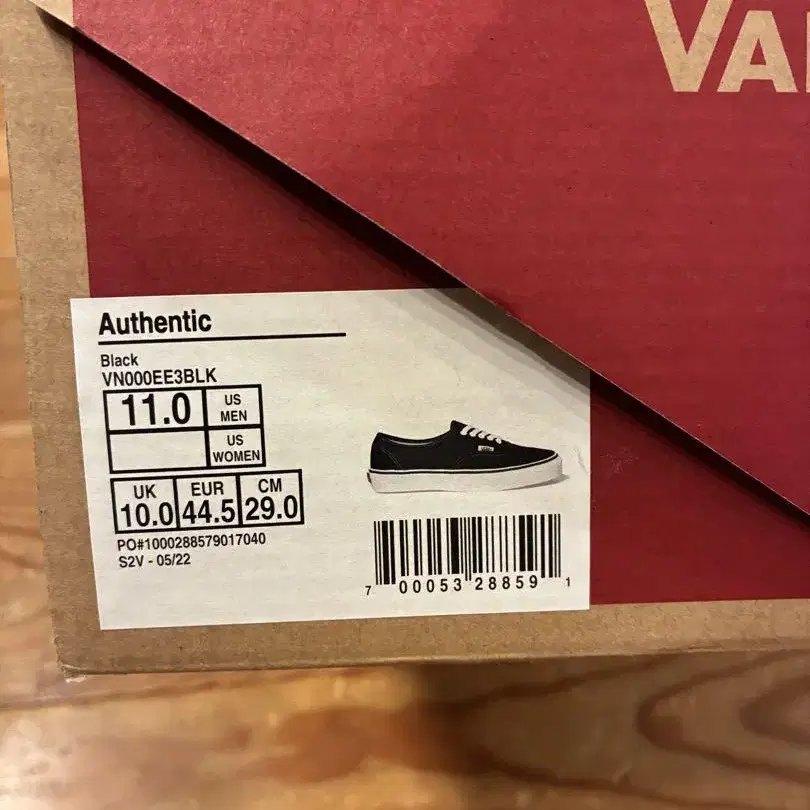 VA
Authentic
Black
VN000EE3BLK
11.0 US MEN
US WOMEN
UK EUR CM
10.0 44.5 29.0
PO#1000288579017040
S2V - 05/22
7 00053 28859 1